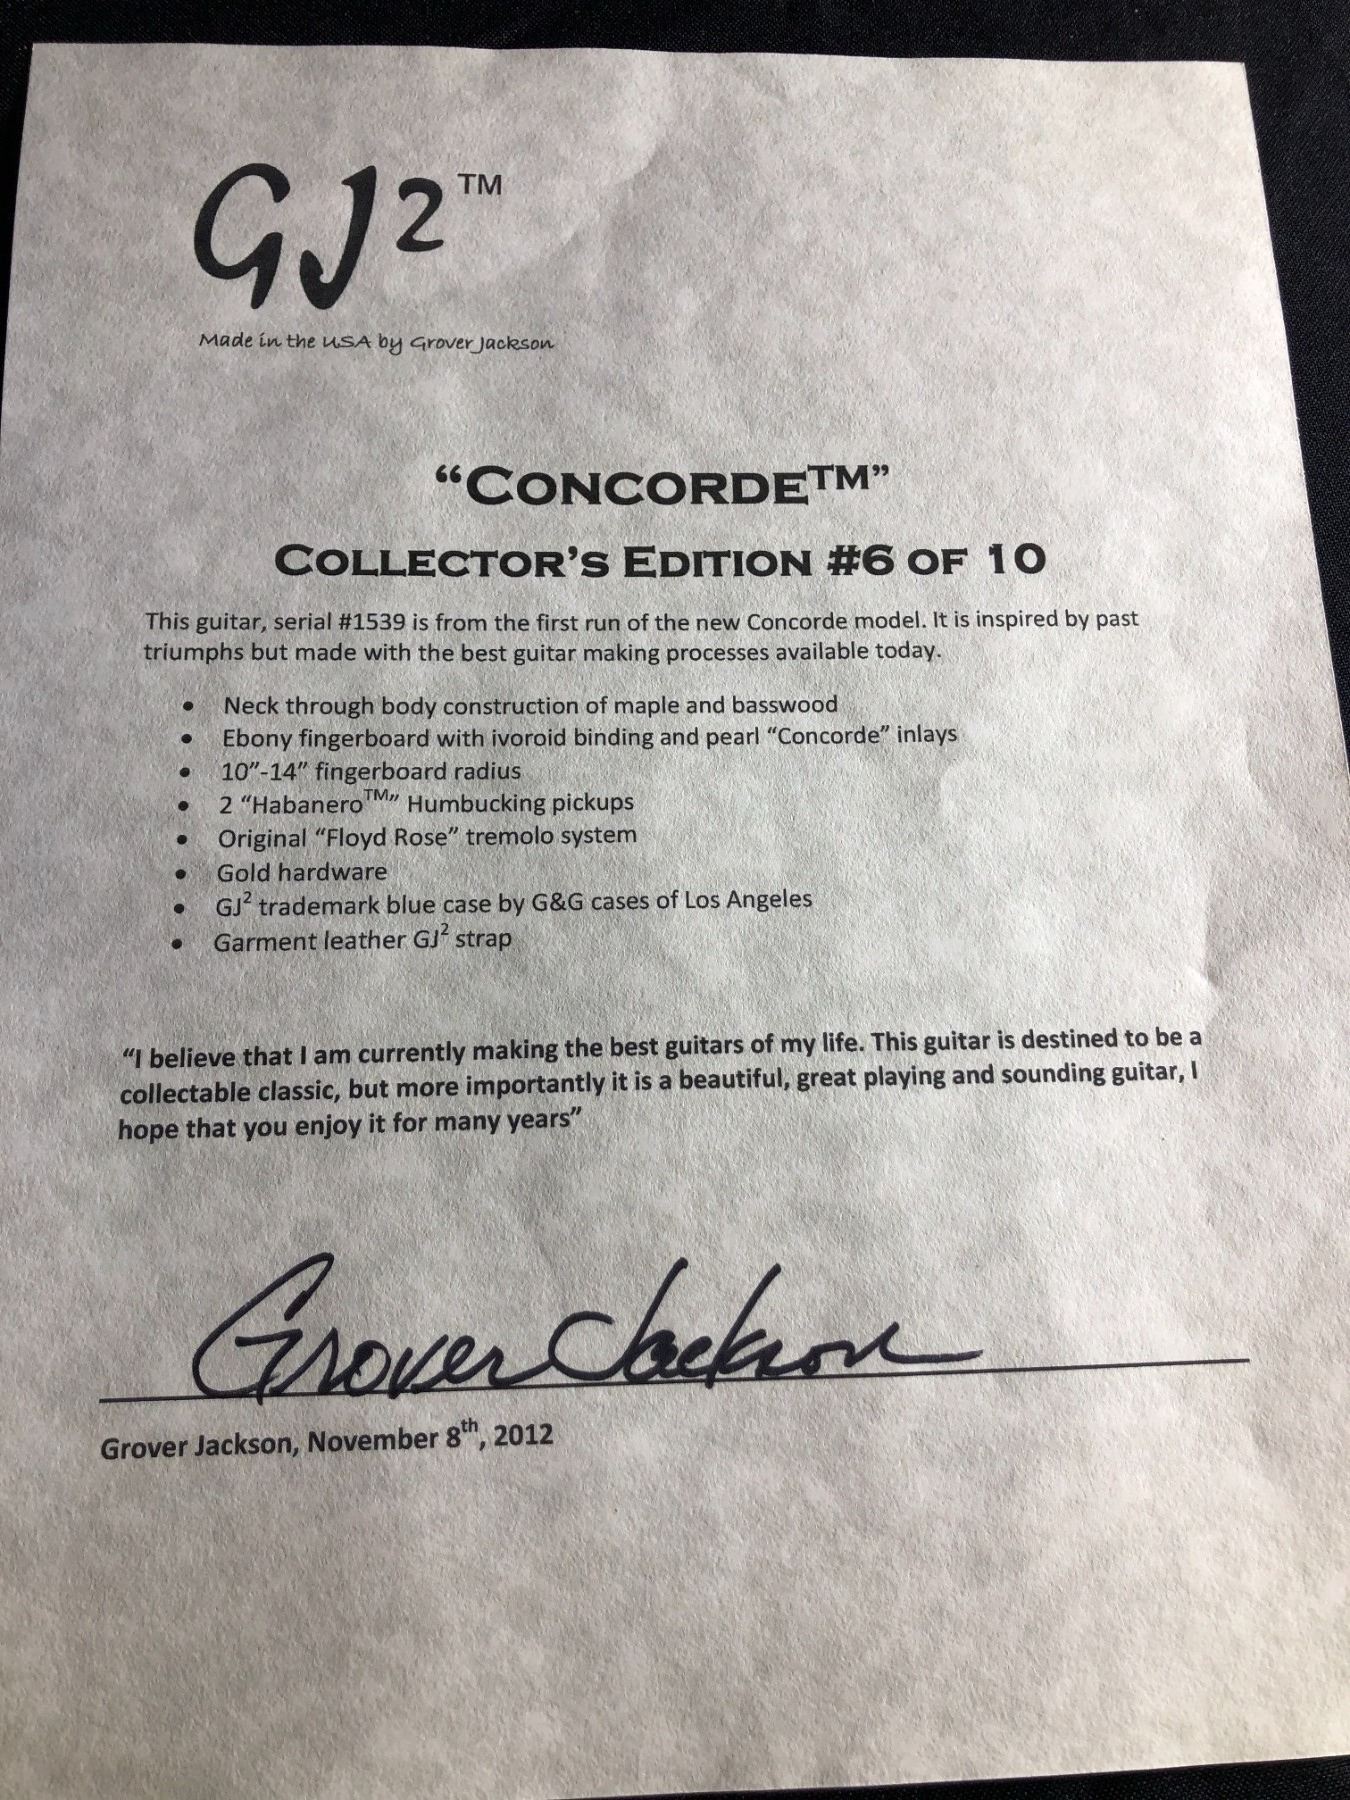 GJ²™
Made in the USA by Grover Jackson
“CONCORDE™”
COLLECTOR’S EDITION #6 OF 10
This guitar, serial #1539 is from the first run of the new Concorde model. It is inspired by past
triumphs but made with the best guitar making processes available today.
• Neck through body construction of maple and basswood
• Ebony fingerboard with ivoroid binding and pearl “Concorde” inlays
• 10”-14” fingerboard radius
• 2 “Habanero™” Humbucking pickups
• Original “Floyd Rose” tremolo system
• Gold hardware
• GJ² trademark blue case by G&G cases of Los Angeles
• Garment leather GJ² strap
“I believe that I am currently making the best guitars of my life. This guitar is destined to be a
collectable classic, but more importantly it is a beautiful, great playing and sounding guitar, I
hope that you enjoy it for many years”
Grover Jackson
Grover Jackson, November 8th, 2012